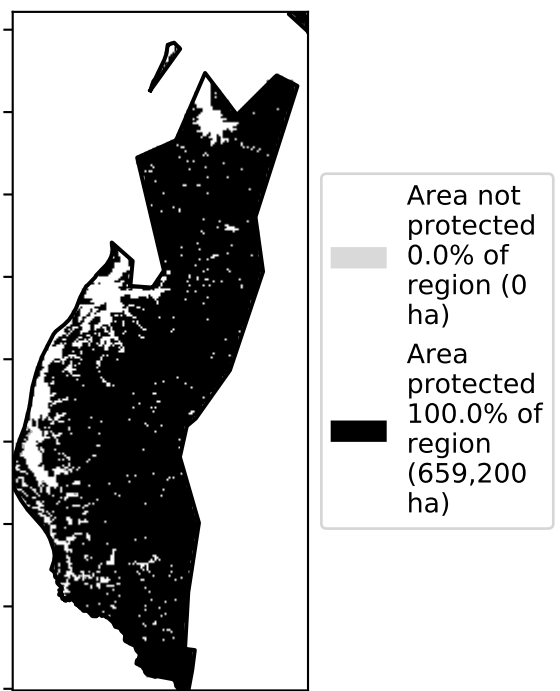 Area not
protected
0.0% of
region (0
ha)
Area
protected
100.0% of
region
(659,200
ha)